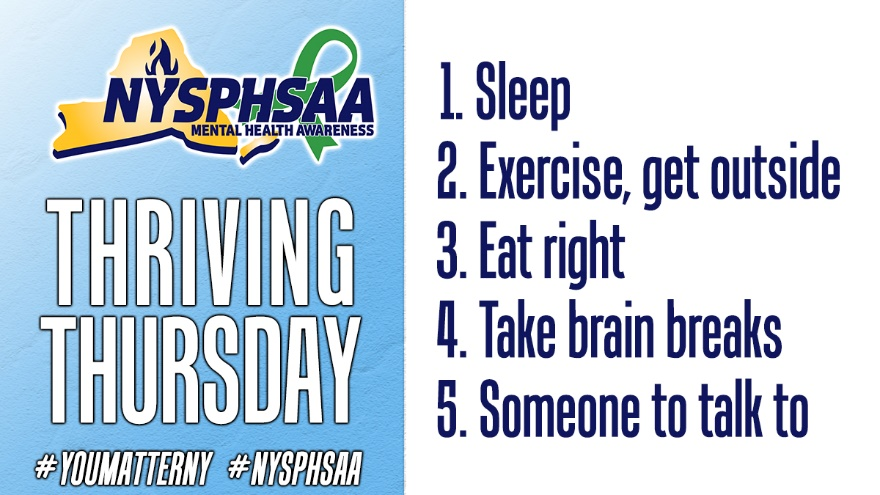 NYSPHSAA
MENTAL HEALTH AWARENESS
THRIVING
THURSDAY
#YOUMATTERNY #NYSPHSAA
1. Sleep
2. Exercise, get outside
3. Eat right
4. Take brain breaks
5. Someone to talk to